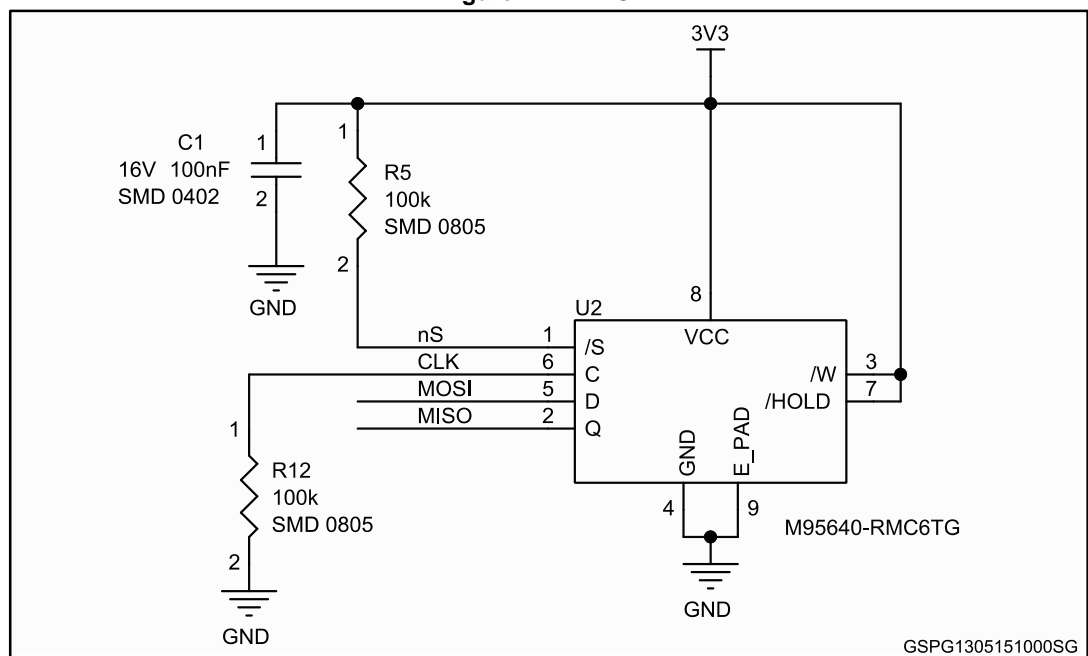 3V3
C1
16V 100nF
SMD 0402
1
2
GND
1
R5
100k
SMD 0805
2
8
U2
VCC
nS
1
/S
CLK
6
C
MOSI
5
D
MISO
2
Q
/W
3
/HOLD
7
GND
E_PAD
4
9
M95640-RMC6TG
GND
1
R12
100k
SMD 0805
2
GND
GSPG1305151000SG